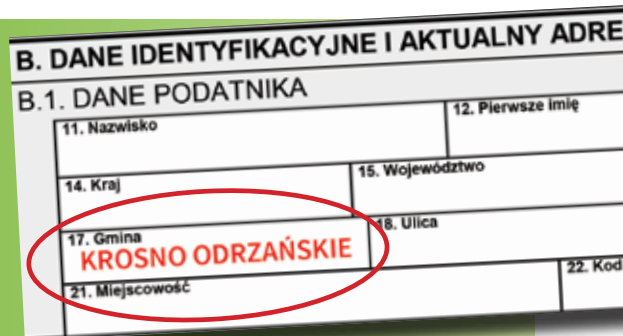 B. DANE IDENTYFIKACYJNE I AKTUALNY ADRE
B.1. DANE PODATNIKA
11. Nazwisko
12. Pierwsze imię
14. Kraj
15. Województwo
17. Gmina
18. Ulica
KROSNO ODRZAŃSKIE
21. Miejscowość
22. Kod